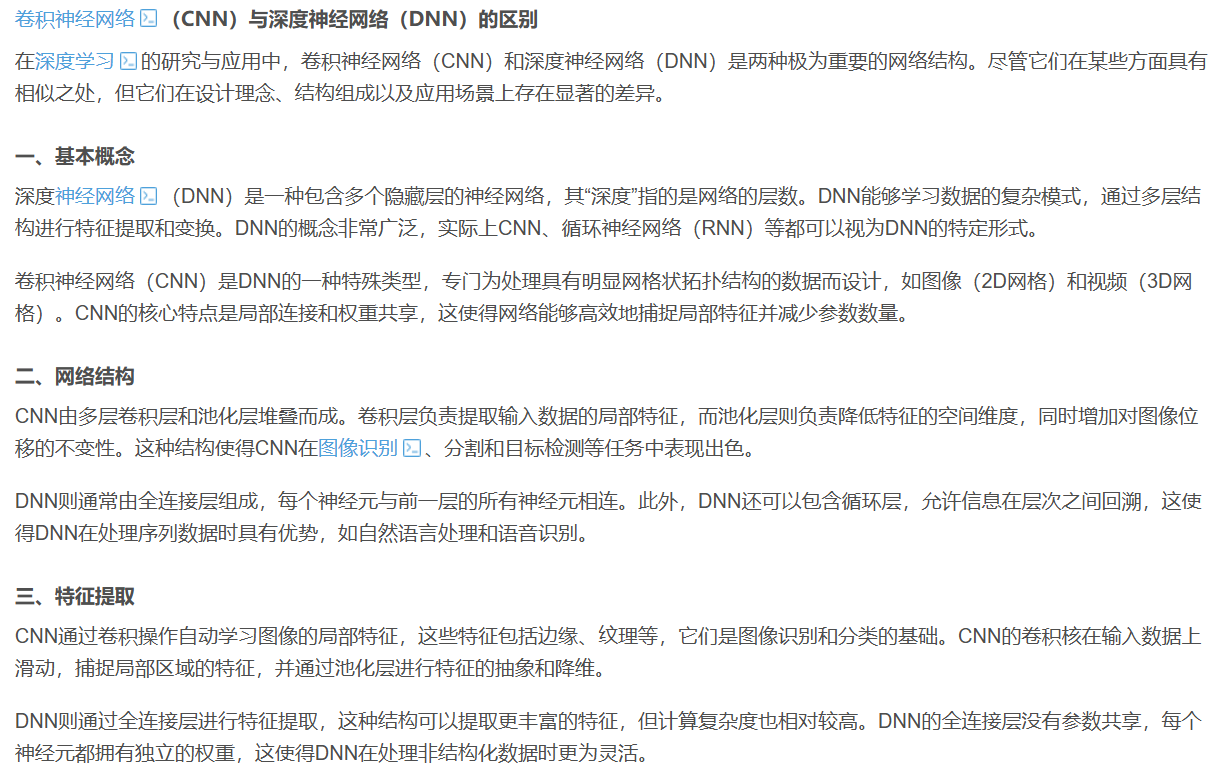 卷积神经网络（CNN）与深度神经网络（DNN）的区别
在深度学习的研究与应用中，卷积神经网络（CNN）和深度神经网络（DNN）是两种极为重要的网络结构。尽管它们在某些方面具有
相似之处，但它们在设计理念、结构组成以及应用场景上存在显著的差异。
一、基本概念
深度神经网络（DNN）是一种包含多个隐藏层的神经网络，其“深度”指的是网络的层数。DNN能够学习数据的复杂模式，通过多层结
构进行特征提取和变换。DNN的概念非常广泛，实际上CNN、循环神经网络（RNN）等都可以视为DNN的特定形式。
卷积神经网络（CNN）是DNN的一种特殊类型，专门为处理具有明显网格状拓扑结构的数据而设计，如图像（2D网格）和视频（3D网
格）。CNN的核心特点是局部连接和权重共享，这使得网络能够高效地捕捉局部特征并减少参数数量。
二、网络结构
CNN由多层卷积层和池化层堆叠而成。卷积层负责提取输入数据的局部特征，而池化层则负责降低特征的空间维度，同时增加对图像位
移的不变性。这种结构使得CNN在图像识别、分割和目标检测等任务中表现出色。
DNN则通常由全连接层组成，每个神经元与前一层的所有神经元相连。此外，DNN还可以包含循环层，允许信息在层次之间回溯，这使
得DNN在处理序列数据时具有优势，如自然语言处理和语音识别。
三、特征提取
CNN通过卷积操作自动学习图像的局部特征，这些特征包括边缘、纹理等，它们是图像识别和分类的基础。CNN的卷积核在输入数据上
滑动，捕捉局部区域的特征，并通过池化层进行特征的抽象和降维。
DNN则通过全连接层进行特征提取，这种结构可以提取更丰富的特征，但计算复杂度也相对较高。DNN的全连接层没有参数共享，每个
神经元都拥有独立的权重，这使得DNN在处理非结构化数据时更为灵活。